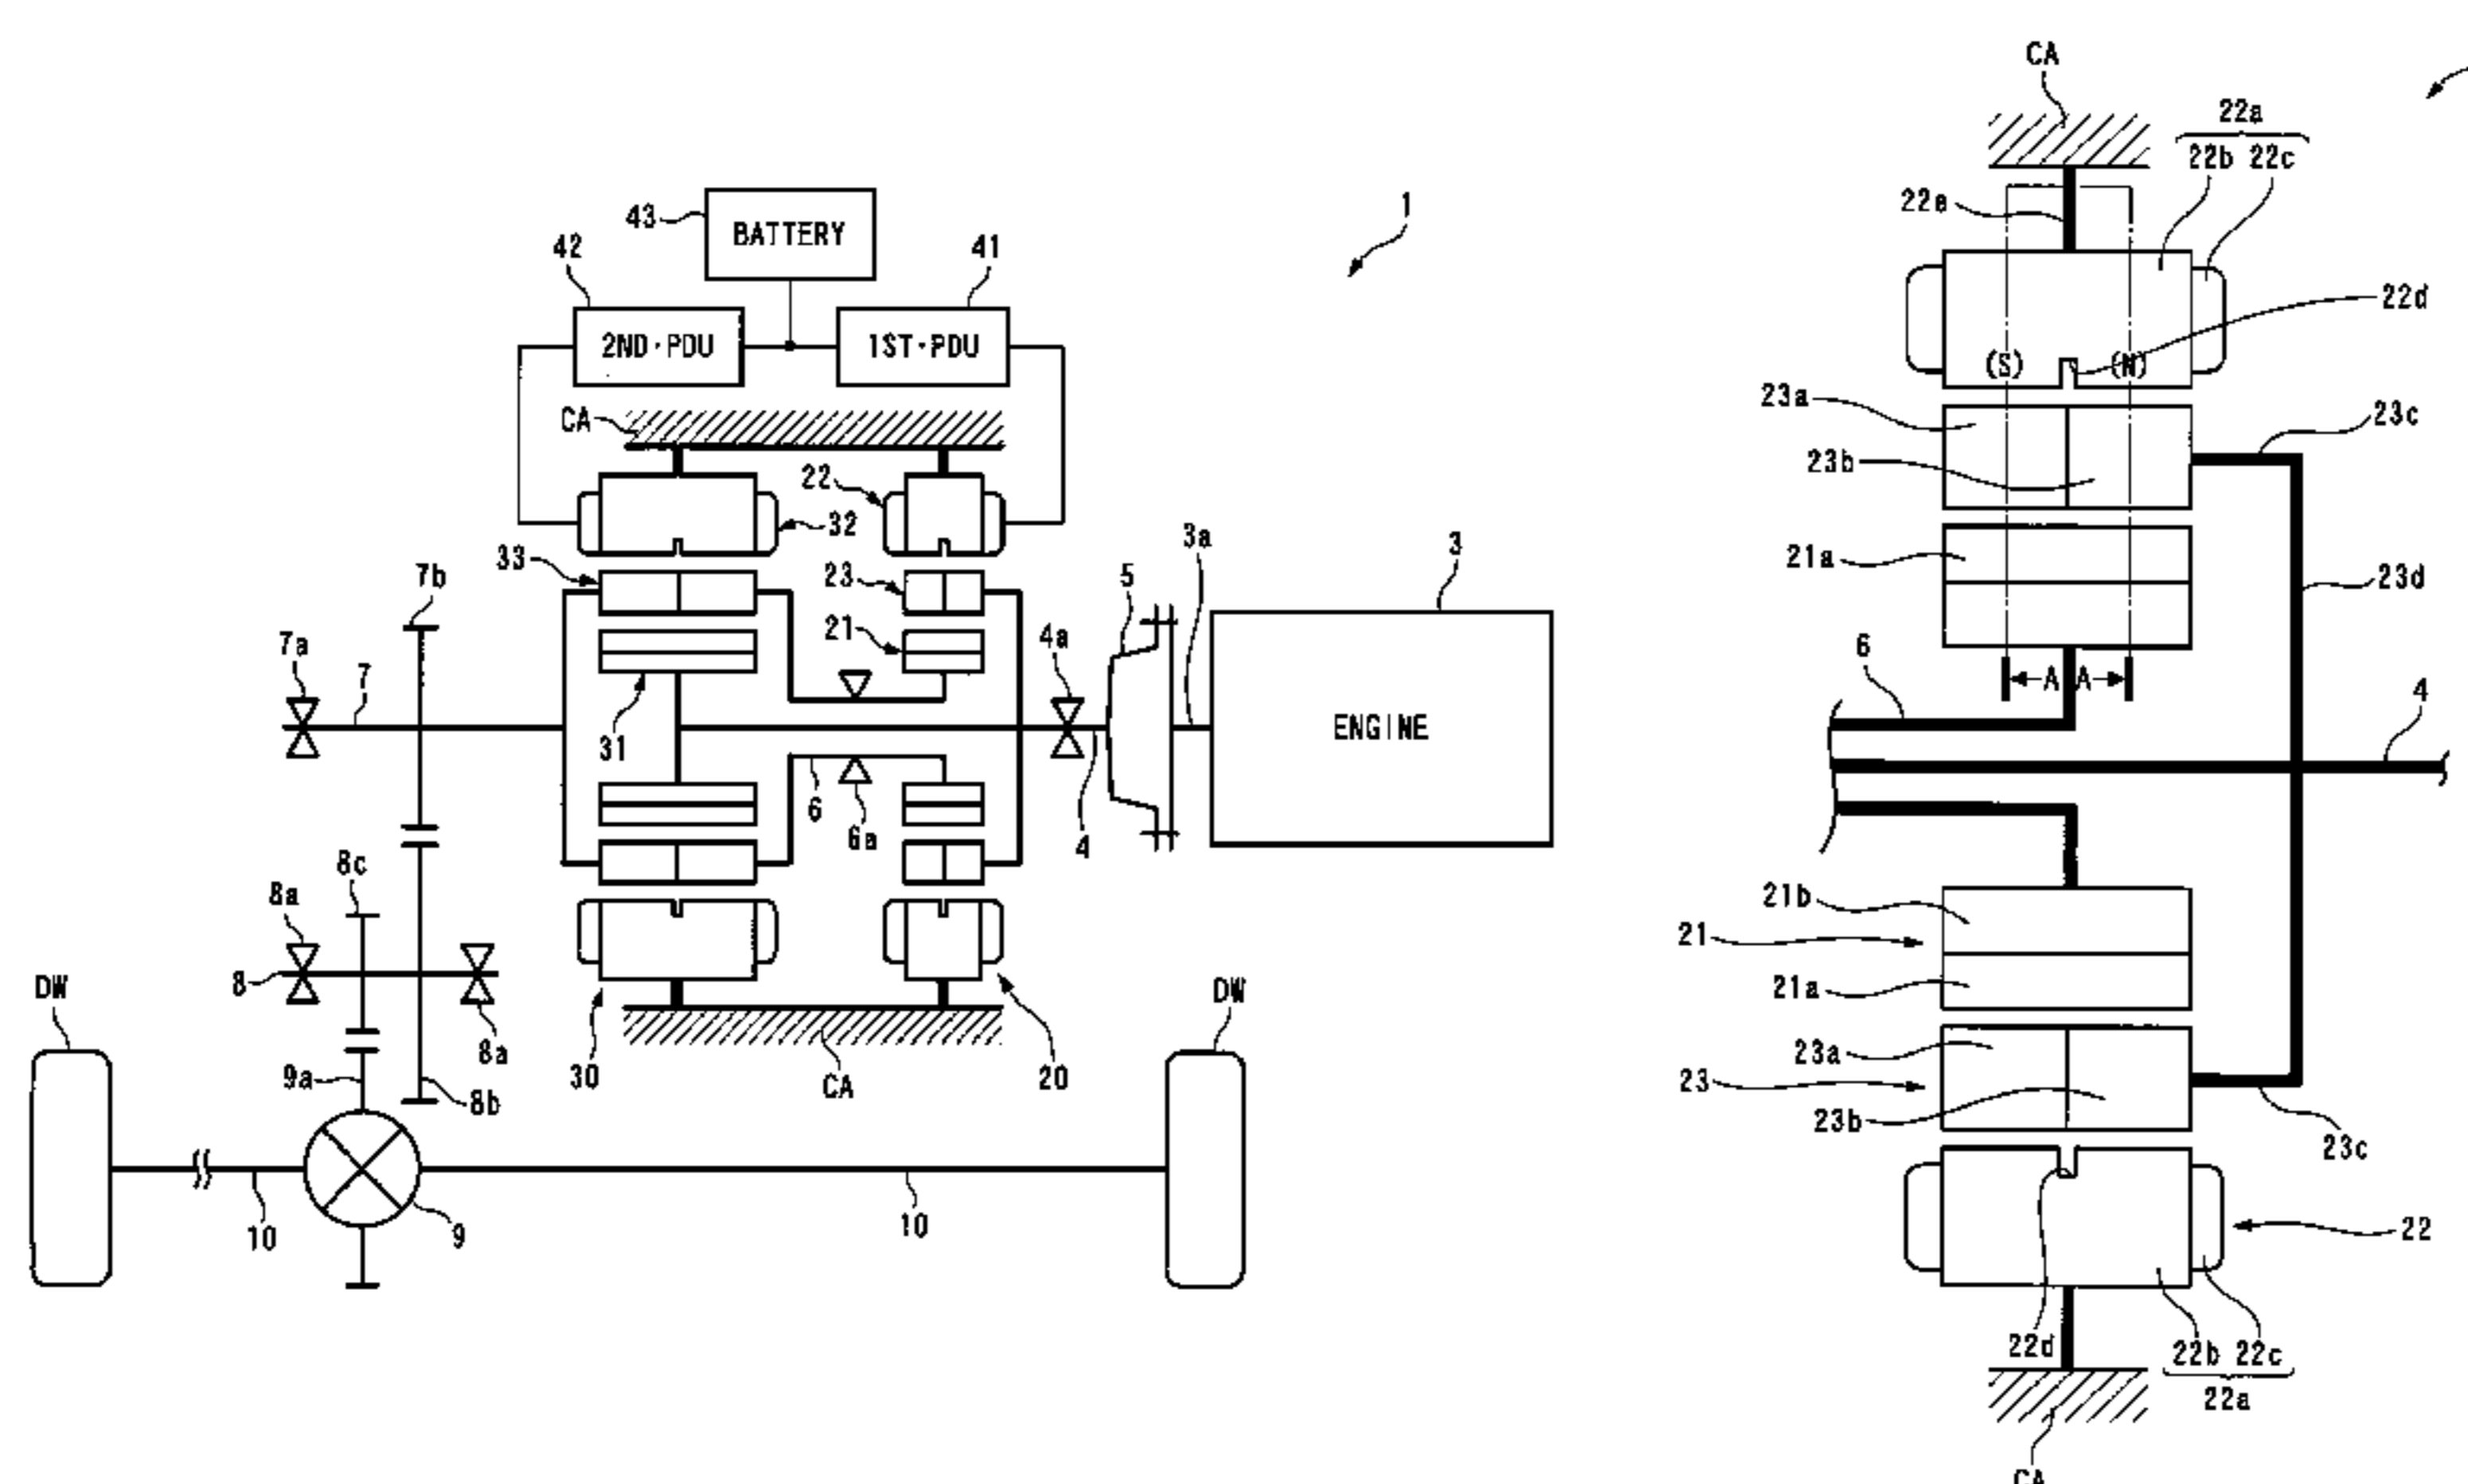 1
43
BATTERY
42
41
2ND·PDU
1ST·PDU
CA
22
32
33
23
3a
3
7b
5
21
4a
7a
7
31
ENGINE
6
6a
4
8c
8a
8
8a
DW
DW
9a
8b
30
CA
20
10
9
10
CA
22a
22b 22c
22e
22d
(S)
(N)
23a
23c
23b
21a
23d
6
A
A
4
21b
21
21a
23a
23
23b
23c
22
22d
22b 22c
22a
CA